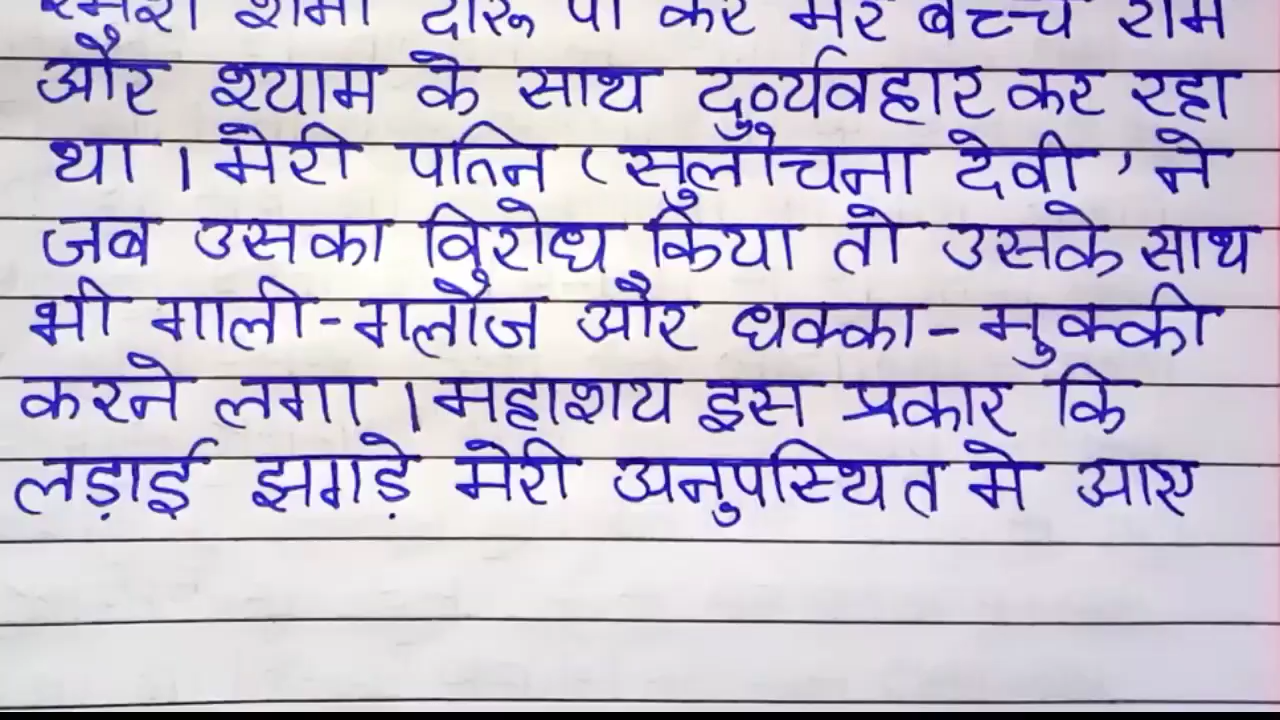 रमेश शर्मा दारू पी कर मेरे बच्चे राम
और श्याम के साथ दुर्व्यवहार कर रहा
था। मेरी पत्नि (सुलोचना देवी) ने
जब उसका विरोध किया तो उसके साथ
भी गाली-गलौज और धक्का-मुक्की
करने लगा। महाशय इस प्रकार कि
लड़ाई झगड़े मेरी अनुपस्थित मे आए